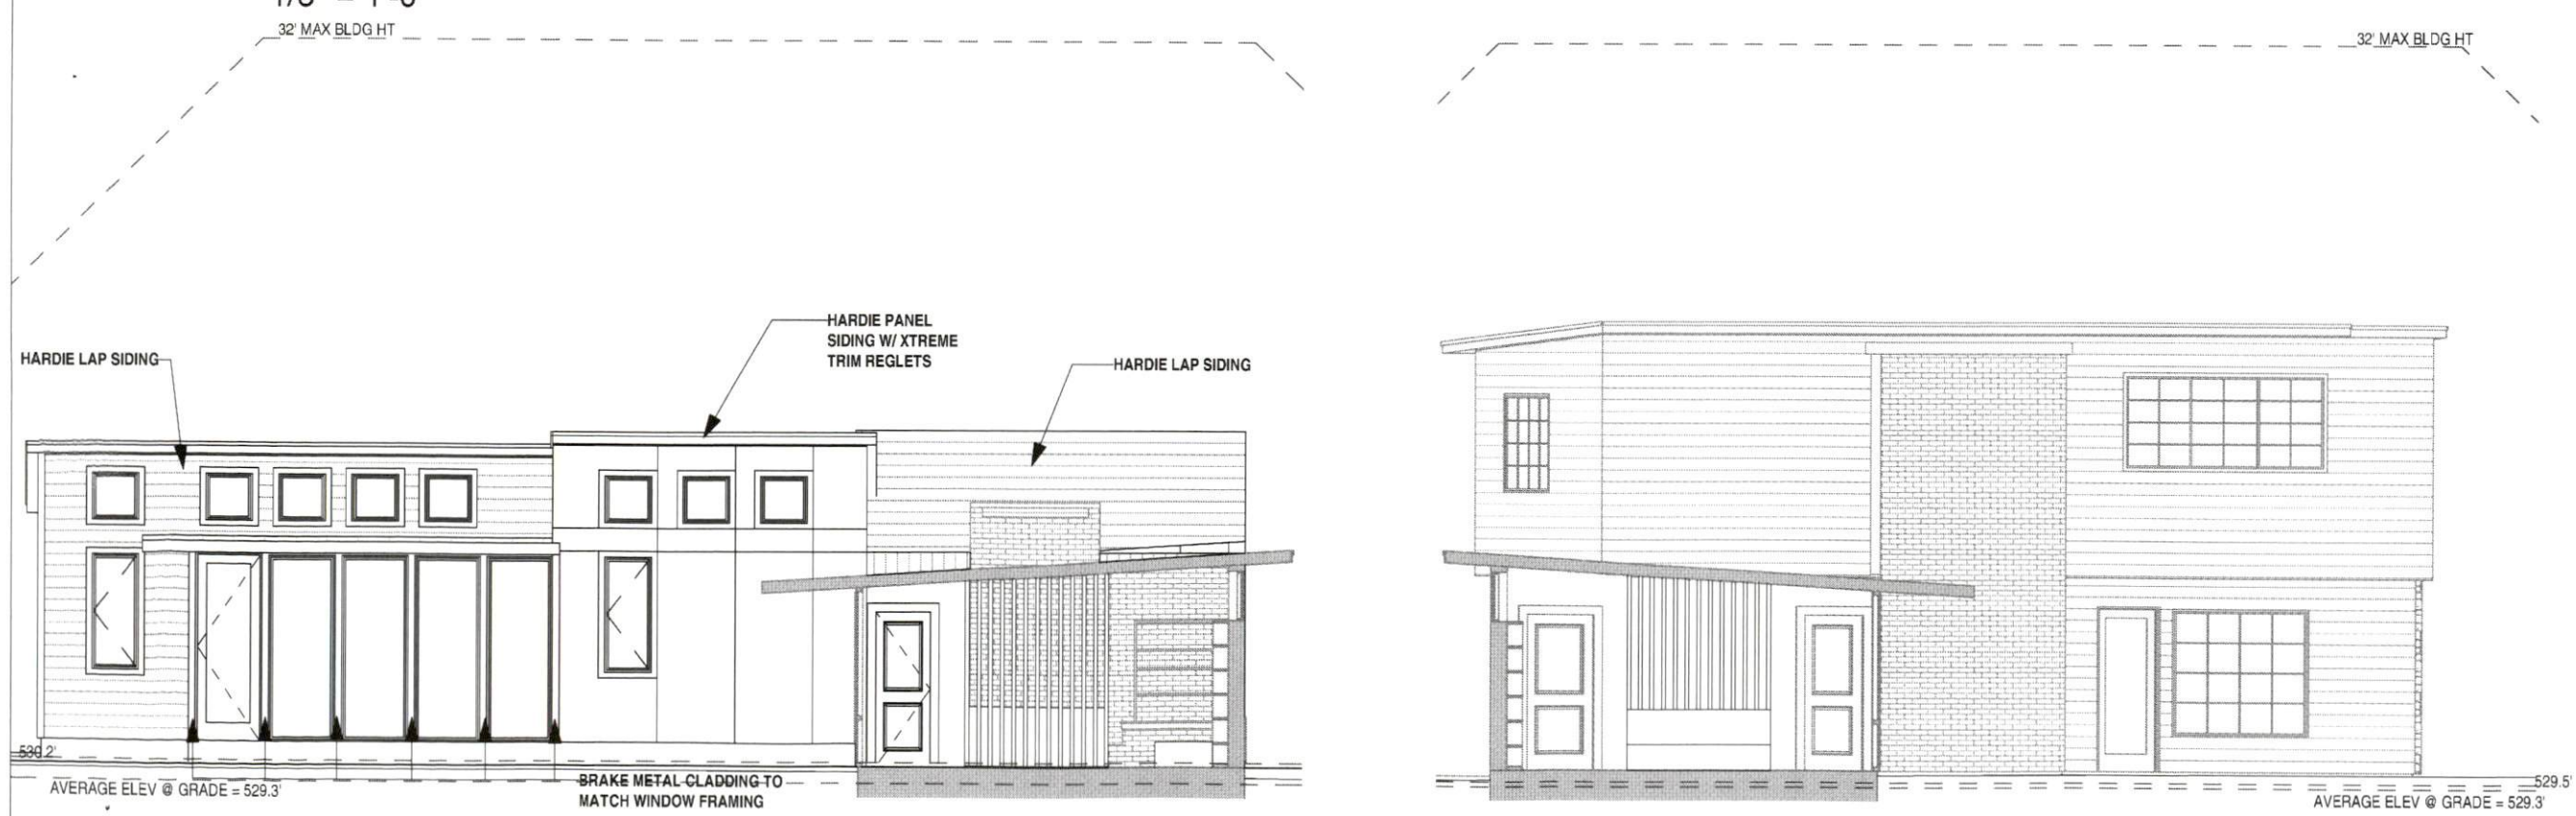 32' MAX BLDG HT
32' MAX BLDG HT
HARDIE PANEL
SIDING W/ XTREME
TRIM REGLETS
HARDIE LAP SIDING
HARDIE LAP SIDING
530.2'
AVERAGE ELEV @ GRADE = 529.3'
BRAKE METAL CLADDING TO
MATCH WINDOW FRAMING
529.5'
AVERAGE ELEV @ GRADE = 529.3'